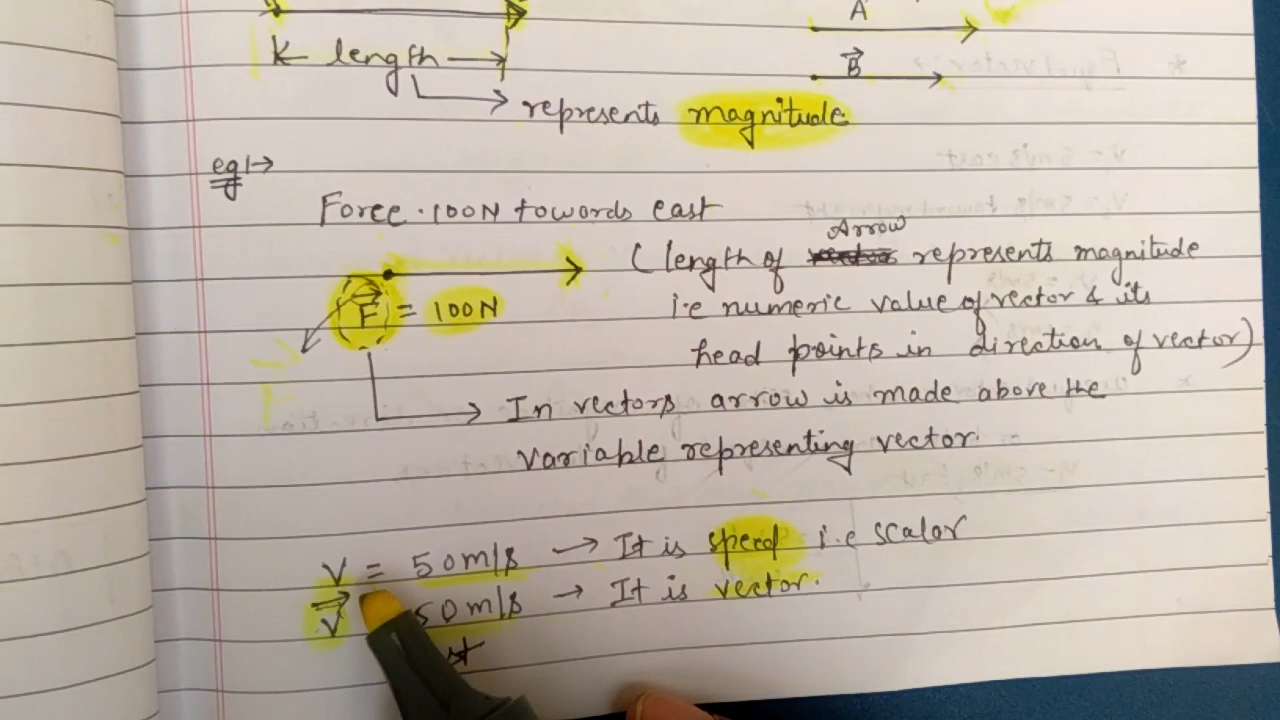 A
K length →
B⃗
→ represents magnitude
eg1→
Force · 100N towards east
Arrow
(length of represents magnitude
F⃗ = 100N
i.e numeric value of vector & its
head points in direction of vector)
→ In vectors arrow is made above the
variable representing vector.
V = 50m/s → It is speed i.e scalar
V⃗ 50m/s → It is vector.